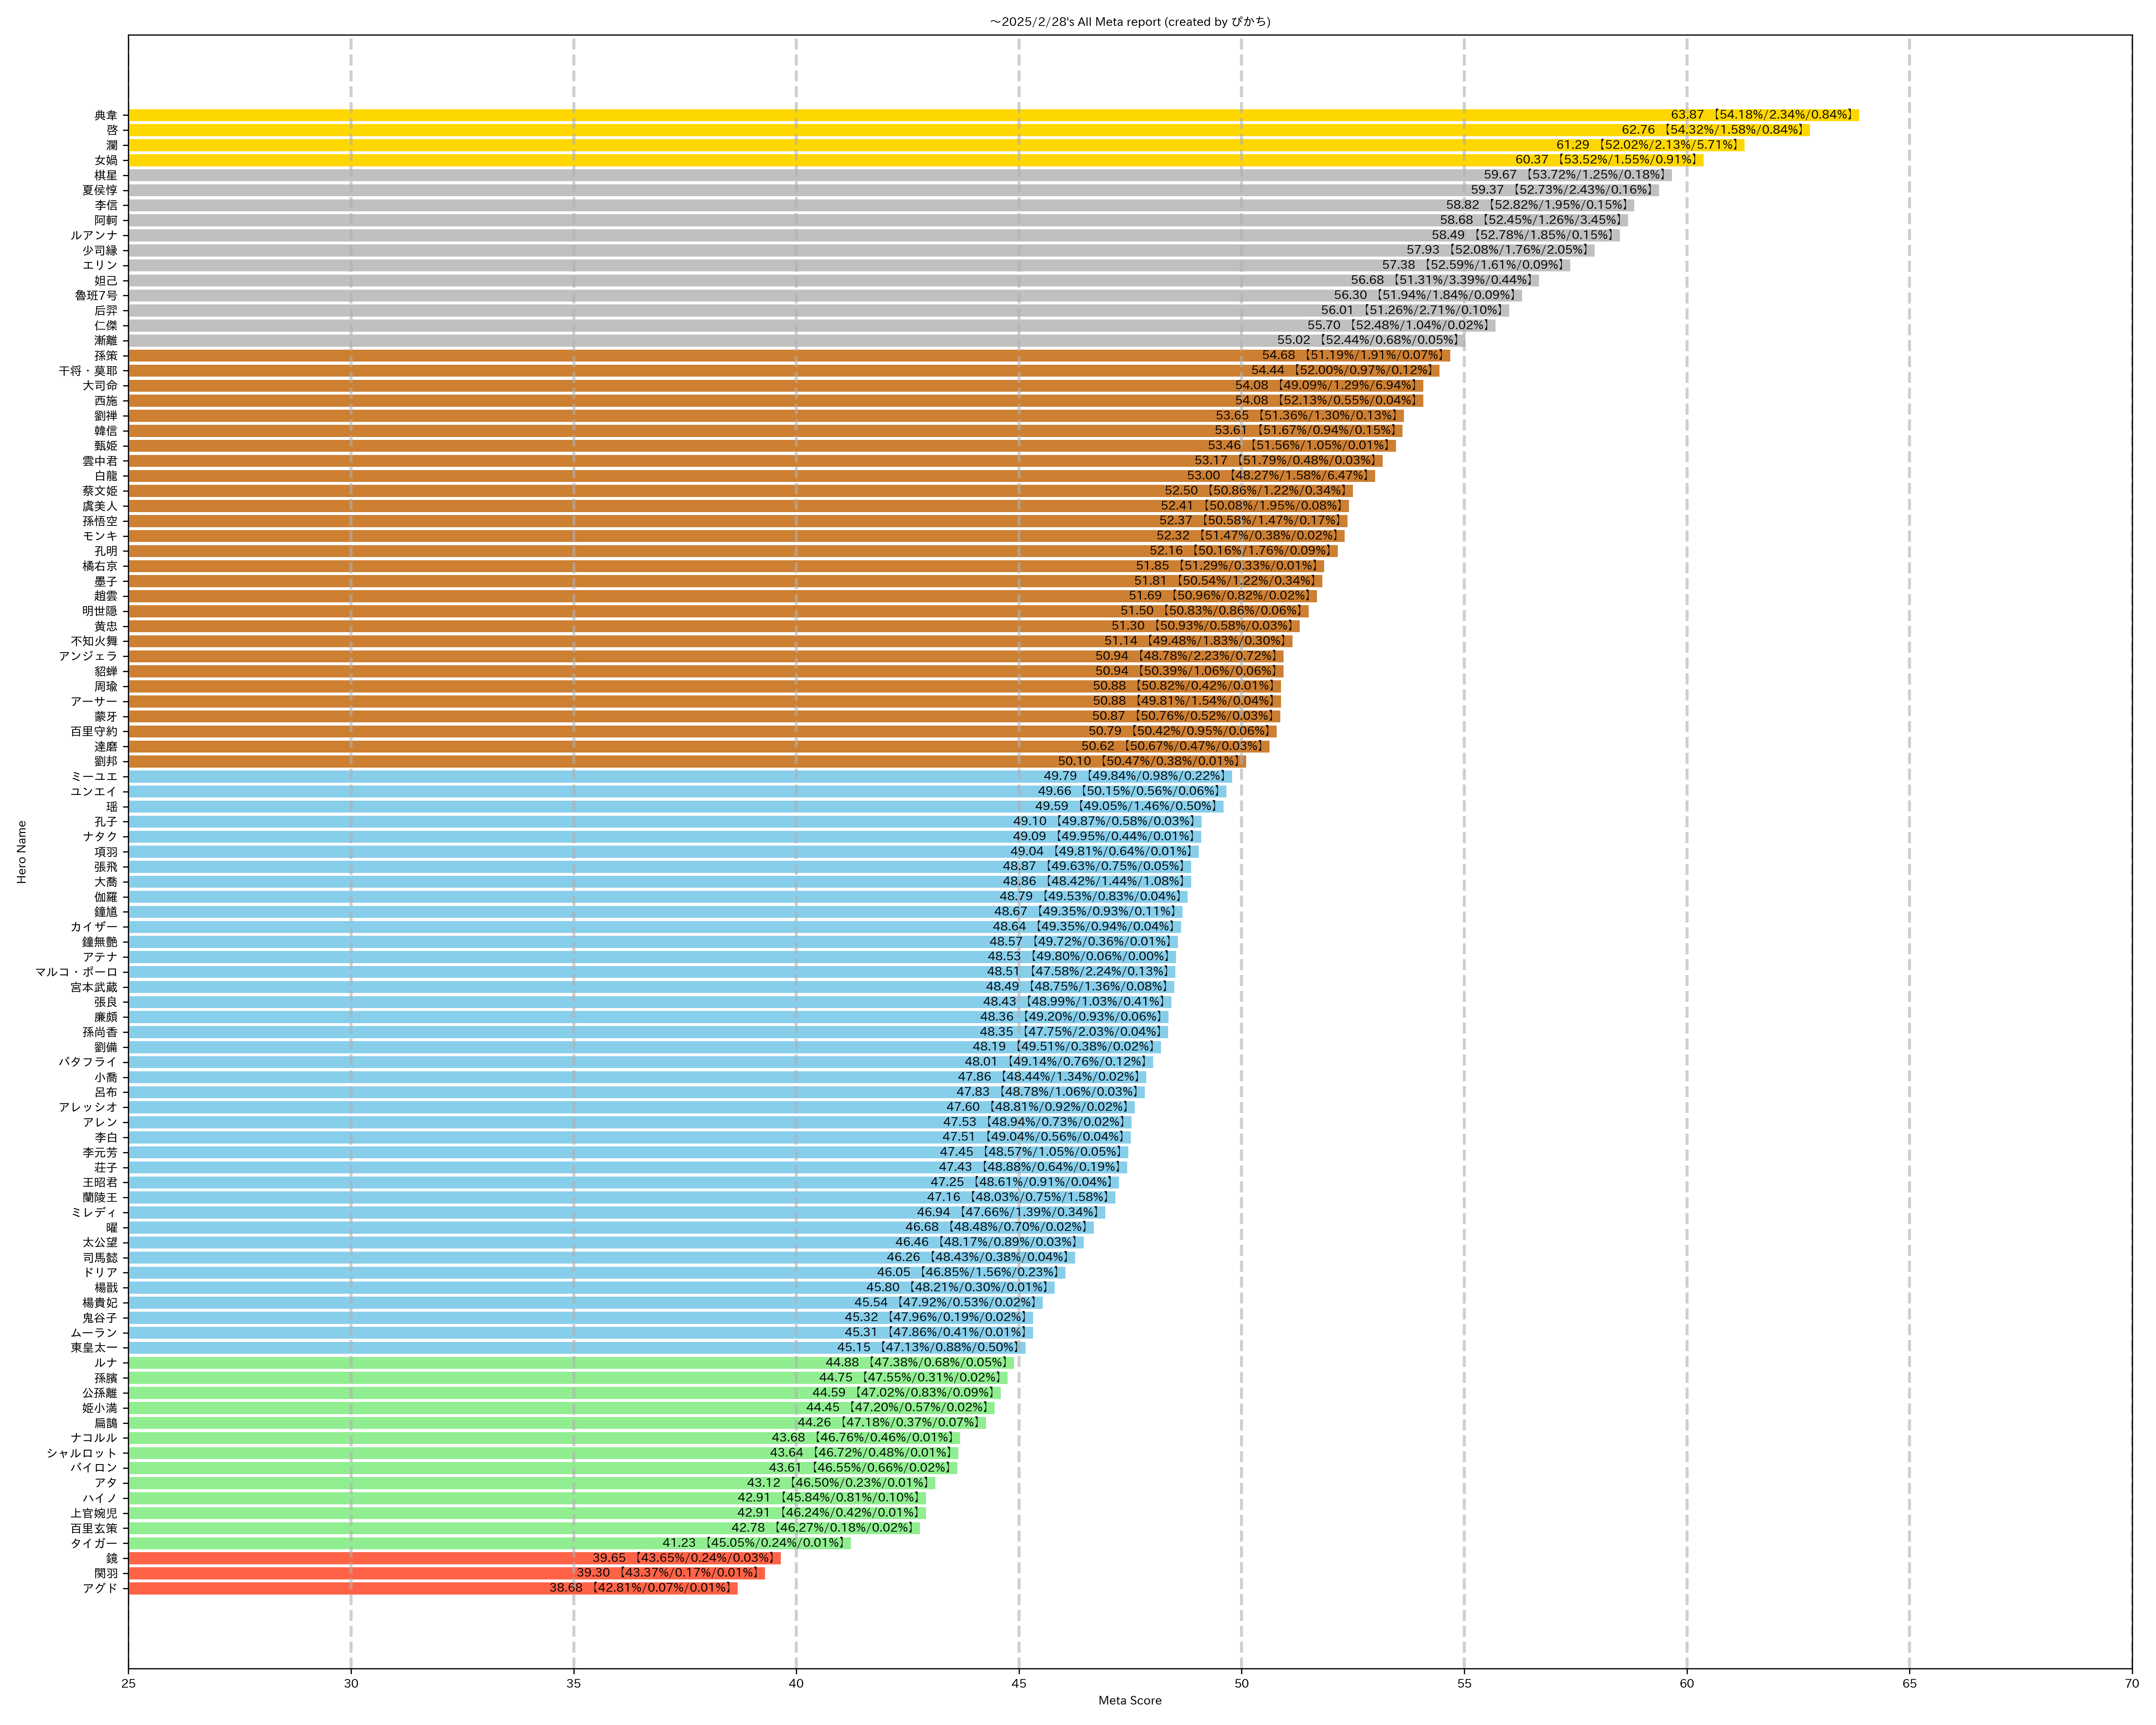 ～2025/2/28's All Meta report (created by ぴかち)
典韋 63.87 【54.18%/2.34%/0.84%】
啓 62.76 【54.32%/1.58%/0.84%】
瀾 61.29 【52.02%/2.13%/5.71%】
女媧 60.37 【53.52%/1.55%/0.91%】
棋星 59.67 【53.72%/1.25%/0.18%】
夏侯惇 59.37 【52.73%/2.43%/0.16%】
李信 58.82 【52.82%/1.95%/0.15%】
阿軻 58.68 【52.45%/1.26%/3.45%】
ルアンナ 58.49 【52.78%/1.85%/0.15%】
少司縁 57.93 【52.08%/1.76%/2.05%】
エリン 57.38 【52.59%/1.61%/0.09%】
妲己 56.68 【51.31%/3.39%/0.44%】
魯班7号 56.30 【51.94%/1.84%/0.09%】
后羿 56.01 【51.26%/2.71%/0.10%】
仁傑 55.70 【52.48%/1.04%/0.02%】
漸離 55.02 【52.44%/0.68%/0.05%】
孫策 54.68 【51.19%/1.91%/0.07%】
干将・莫耶 54.44 【52.00%/0.97%/0.12%】
大司命 54.08 【49.09%/1.29%/6.94%】
西施 54.08 【52.13%/0.55%/0.04%】
劉禅 53.65 【51.36%/1.30%/0.13%】
韓信 53.61 【51.67%/0.94%/0.15%】
甄姫 53.46 【51.56%/1.05%/0.01%】
雲中君 53.17 【51.79%/0.48%/0.03%】
白龍 53.00 【48.27%/1.58%/6.47%】
蔡文姫 52.50 【50.86%/1.22%/0.34%】
虞美人 52.41 【50.08%/1.95%/0.08%】
孫悟空 52.37 【50.58%/1.47%/0.17%】
モンキ 52.32 【51.47%/0.38%/0.02%】
孔明 52.16 【50.16%/1.76%/0.09%】
橘右京 51.85 【51.29%/0.33%/0.01%】
墨子 51.81 【50.54%/1.22%/0.34%】
趙雲 51.69 【50.96%/0.82%/0.02%】
明世隠 51.50 【50.83%/0.86%/0.06%】
黄忠 51.30 【50.93%/0.58%/0.03%】
不知火舞 51.14 【49.48%/1.83%/0.30%】
アンジェラ 50.94 【48.78%/2.23%/0.72%】
貂蝉 50.94 【50.39%/1.06%/0.06%】
周瑜 50.88 【50.82%/0.42%/0.01%】
アーサー 50.88 【49.81%/1.54%/0.04%】
蒙牙 50.87 【50.76%/0.52%/0.03%】
百里守約 50.79 【50.42%/0.95%/0.06%】
達磨 50.62 【50.67%/0.47%/0.03%】
劉邦 50.10 【50.47%/0.38%/0.01%】
ミーユエ 49.79 【49.84%/0.98%/0.22%】
ユンエイ 49.66 【50.15%/0.56%/0.06%】
瑶 49.59 【49.05%/1.46%/0.50%】
孔子 49.10 【49.87%/0.58%/0.03%】
ナタク 49.09 【49.95%/0.44%/0.01%】
項羽 49.04 【49.81%/0.64%/0.01%】
張飛 48.87 【49.63%/0.75%/0.05%】
大喬 48.86 【48.42%/1.44%/1.08%】
伽羅 48.79 【49.53%/0.83%/0.04%】
鐘馗 48.67 【49.35%/0.93%/0.11%】
カイザー 48.64 【49.35%/0.94%/0.04%】
鐘無艶 48.57 【49.72%/0.36%/0.01%】
アテナ 48.53 【49.80%/0.06%/0.00%】
マルコ・ポーロ 48.51 【47.58%/2.24%/0.13%】
宮本武蔵 48.49 【48.75%/1.36%/0.08%】
張良 48.43 【48.99%/1.03%/0.41%】
廉頗 48.36 【49.20%/0.93%/0.06%】
孫尚香 48.35 【47.75%/2.03%/0.04%】
劉備 48.19 【49.51%/0.38%/0.02%】
バタフライ 48.01 【49.14%/0.76%/0.12%】
小喬 47.86 【48.44%/1.34%/0.02%】
呂布 47.83 【48.78%/1.06%/0.03%】
アレッシオ 47.60 【48.81%/0.92%/0.02%】
アレン 47.53 【48.94%/0.73%/0.02%】
李白 47.51 【49.04%/0.56%/0.04%】
李元芳 47.45 【48.57%/1.05%/0.05%】
荘子 47.43 【48.88%/0.64%/0.19%】
王昭君 47.25 【48.61%/0.91%/0.04%】
蘭陵王 47.16 【48.03%/0.75%/1.58%】
ミレディ 46.94 【47.66%/1.39%/0.34%】
曜 46.68 【48.48%/0.70%/0.02%】
太公望 46.46 【48.17%/0.89%/0.03%】
司馬懿 46.26 【48.43%/0.38%/0.04%】
ドリア 46.05 【46.85%/1.56%/0.23%】
楊戩 45.80 【48.21%/0.30%/0.01%】
楊貴妃 45.54 【47.92%/0.53%/0.02%】
鬼谷子 45.32 【47.96%/0.19%/0.02%】
ムーラン 45.31 【47.86%/0.41%/0.01%】
東皇太一 45.15 【47.13%/0.88%/0.50%】
ルナ 44.88 【47.38%/0.68%/0.05%】
孫臏 44.75 【47.55%/0.31%/0.02%】
公孫離 44.59 【47.02%/0.83%/0.09%】
姫小満 44.45 【47.20%/0.57%/0.02%】
扁鵲 44.26 【47.18%/0.37%/0.07%】
ナコルル 43.68 【46.76%/0.46%/0.01%】
シャルロット 43.64 【46.72%/0.48%/0.01%】
バイロン 43.61 【46.55%/0.66%/0.02%】
アタ 43.12 【46.50%/0.23%/0.01%】
ハイノ 42.91 【45.84%/0.81%/0.10%】
上官婉児 42.91 【46.24%/0.42%/0.01%】
百里玄策 42.78 【46.27%/0.18%/0.02%】
タイガー 41.23 【45.05%/0.24%/0.01%】
鏡 39.65 【43.65%/0.24%/0.03%】
関羽 39.30 【43.37%/0.17%/0.01%】
アグド 38.68 【42.81%/0.07%/0.01%】
Hero Name
25 30 35 40 45 50 55 60 65 70
Meta Score